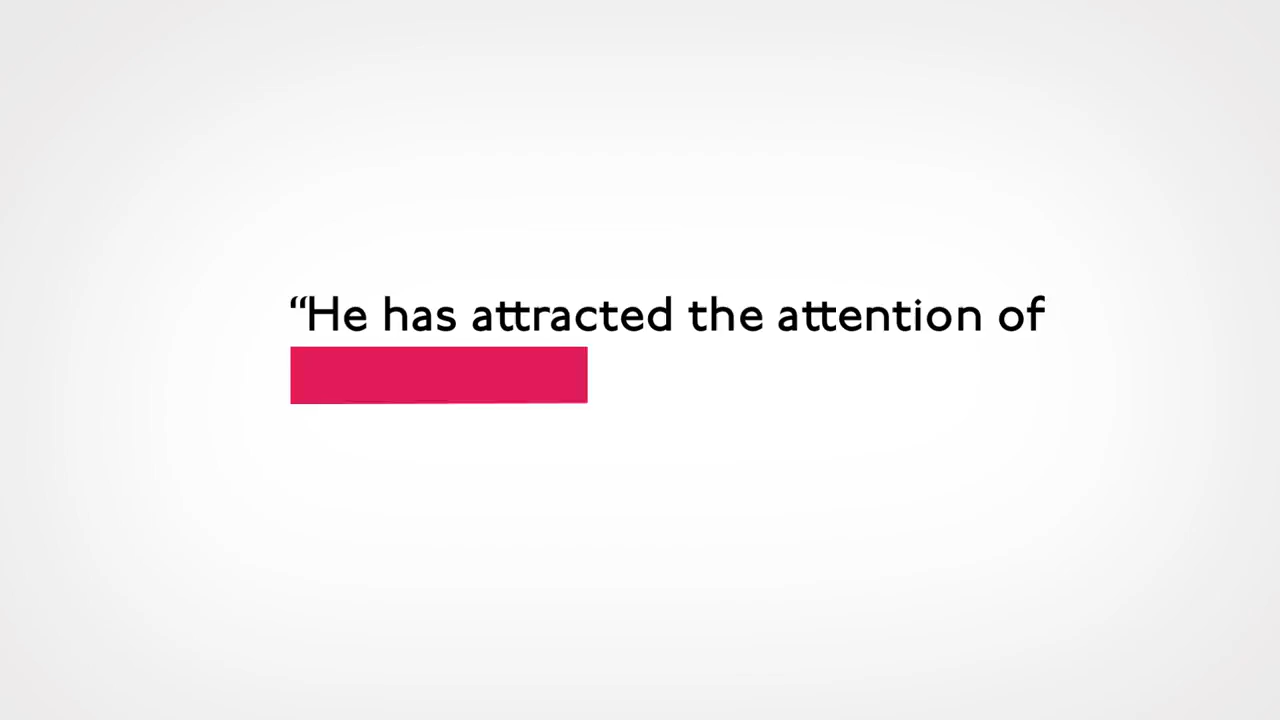 “He has attracted the attention of